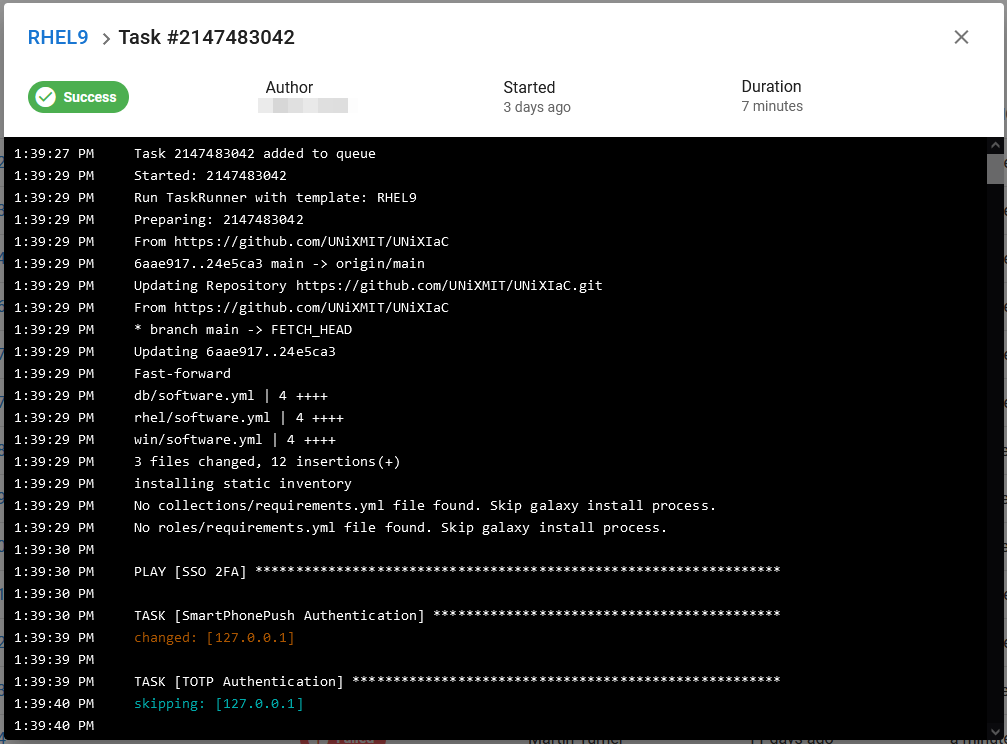 RHEL9 > Task #2147483042
Success
Author
Started
3 days ago
Duration
7 minutes
1:39:27 PM Task 2147483042 added to queue
1:39:29 PM Started: 2147483042
1:39:29 PM Run TaskRunner with template: RHEL9
1:39:29 PM Preparing: 2147483042
1:39:29 PM From https://github.com/UNiXMIT/UNiXIaC
1:39:29 PM 6aae917..24e5ca3 main -> origin/main
1:39:29 PM Updating Repository https://github.com/UNiXMIT/UNiXIaC.git
1:39:29 PM From https://github.com/UNiXMIT/UNiXIaC
1:39:29 PM * branch main -> FETCH_HEAD
1:39:29 PM Updating 6aae917..24e5ca3
1:39:29 PM Fast-forward
1:39:29 PM db/software.yml | 4 ++++
1:39:29 PM rhel/software.yml | 4 ++++
1:39:29 PM win/software.yml | 4 ++++
1:39:29 PM 3 files changed, 12 insertions(+)
1:39:29 PM installing static inventory
1:39:29 PM No collections/requirements.yml file found. Skip galaxy install process.
1:39:29 PM No roles/requirements.yml file found. Skip galaxy install process.
1:39:30 PM
1:39:30 PM PLAY [SSO 2FA] *****************************************************************
1:39:30 PM
1:39:30 PM TASK [SmartPhonePush Authentication] *******************************************
1:39:39 PM changed: [127.0.0.1]
1:39:39 PM
1:39:39 PM TASK [TOTP Authentication] *****************************************************
1:39:40 PM skipping: [127.0.0.1]
1:39:40 PM